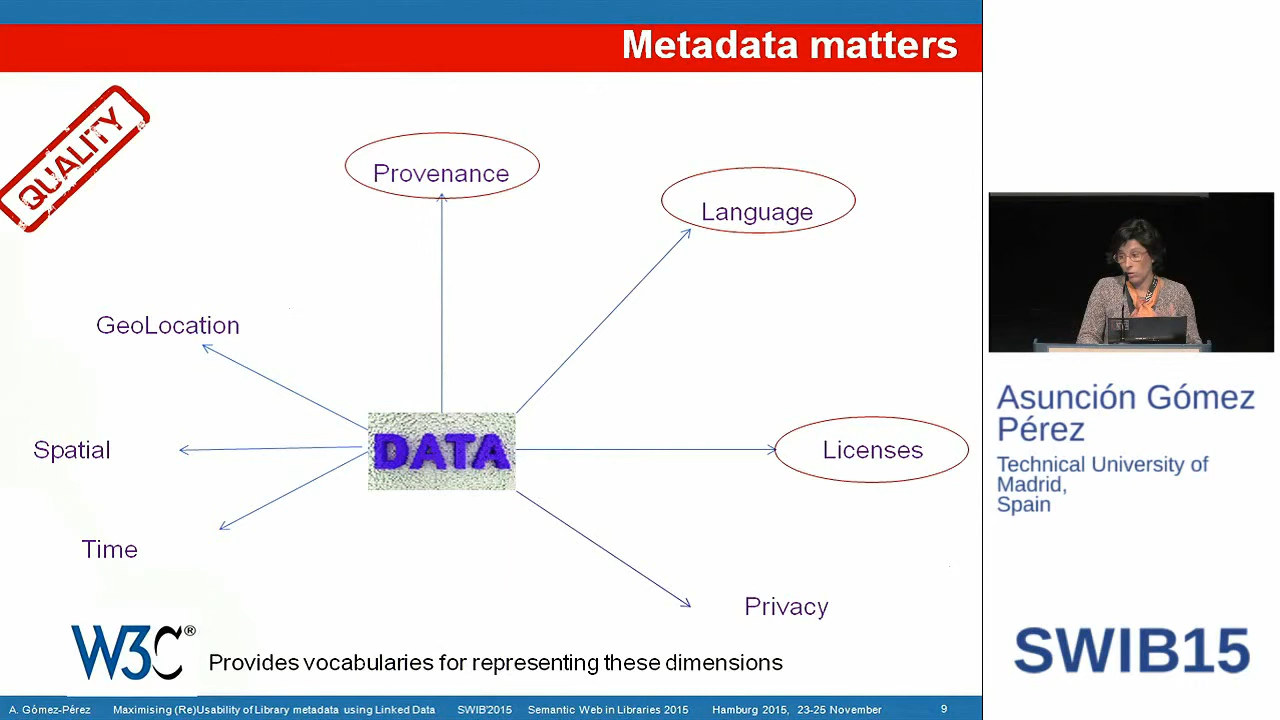 Metadata matters
QUALITY
Provenance
Language
GeoLocation
DATA
Licenses
Spatial
Time
Privacy
W3C®
Provides vocabularies for representing these dimensions
A. Gómez-Pérez Maximising (Re)Usability of Library metadata using Linked Data SWIB'2015 Semantic Web in Libraries 2015 Hamburg 2015, 23-25 November 9
Asunción Gómez
Pérez
Technical University of
Madrid,
Spain
SWIB15